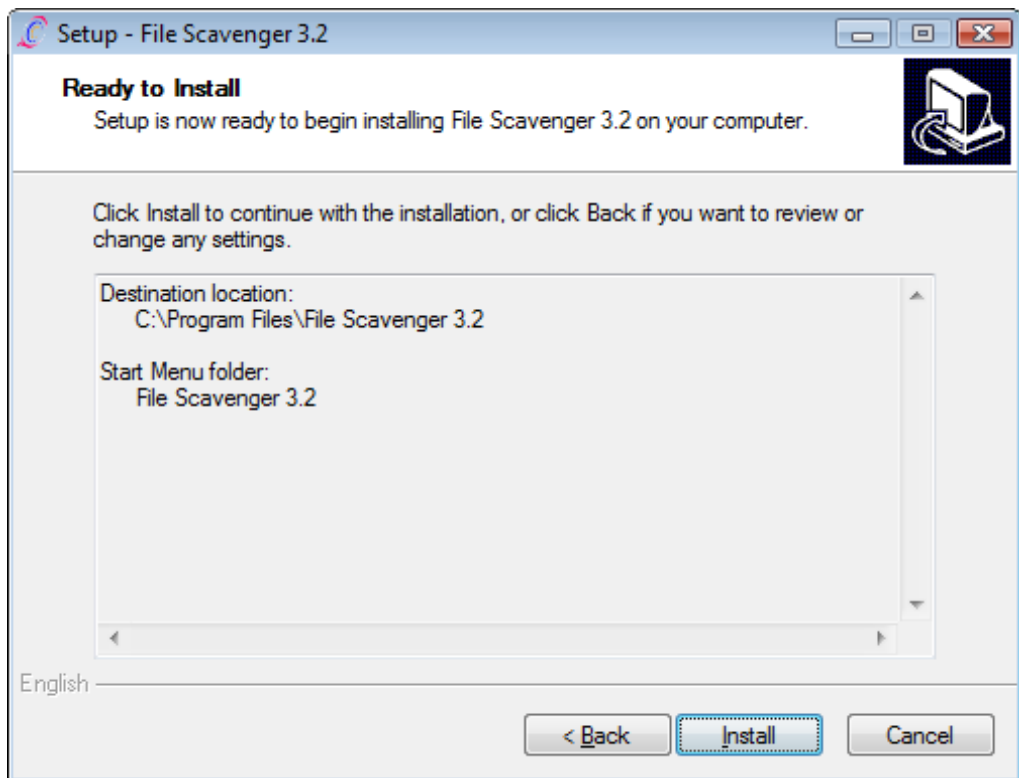 Setup - File Scavenger 3.2
Ready to Install
Setup is now ready to begin installing File Scavenger 3.2 on your computer.
Click Install to continue with the installation, or click Back if you want to review or
change any settings.
Destination location:
C:\Program Files\File Scavenger 3.2
Start Menu folder:
File Scavenger 3.2
English
< Back
Install
Cancel